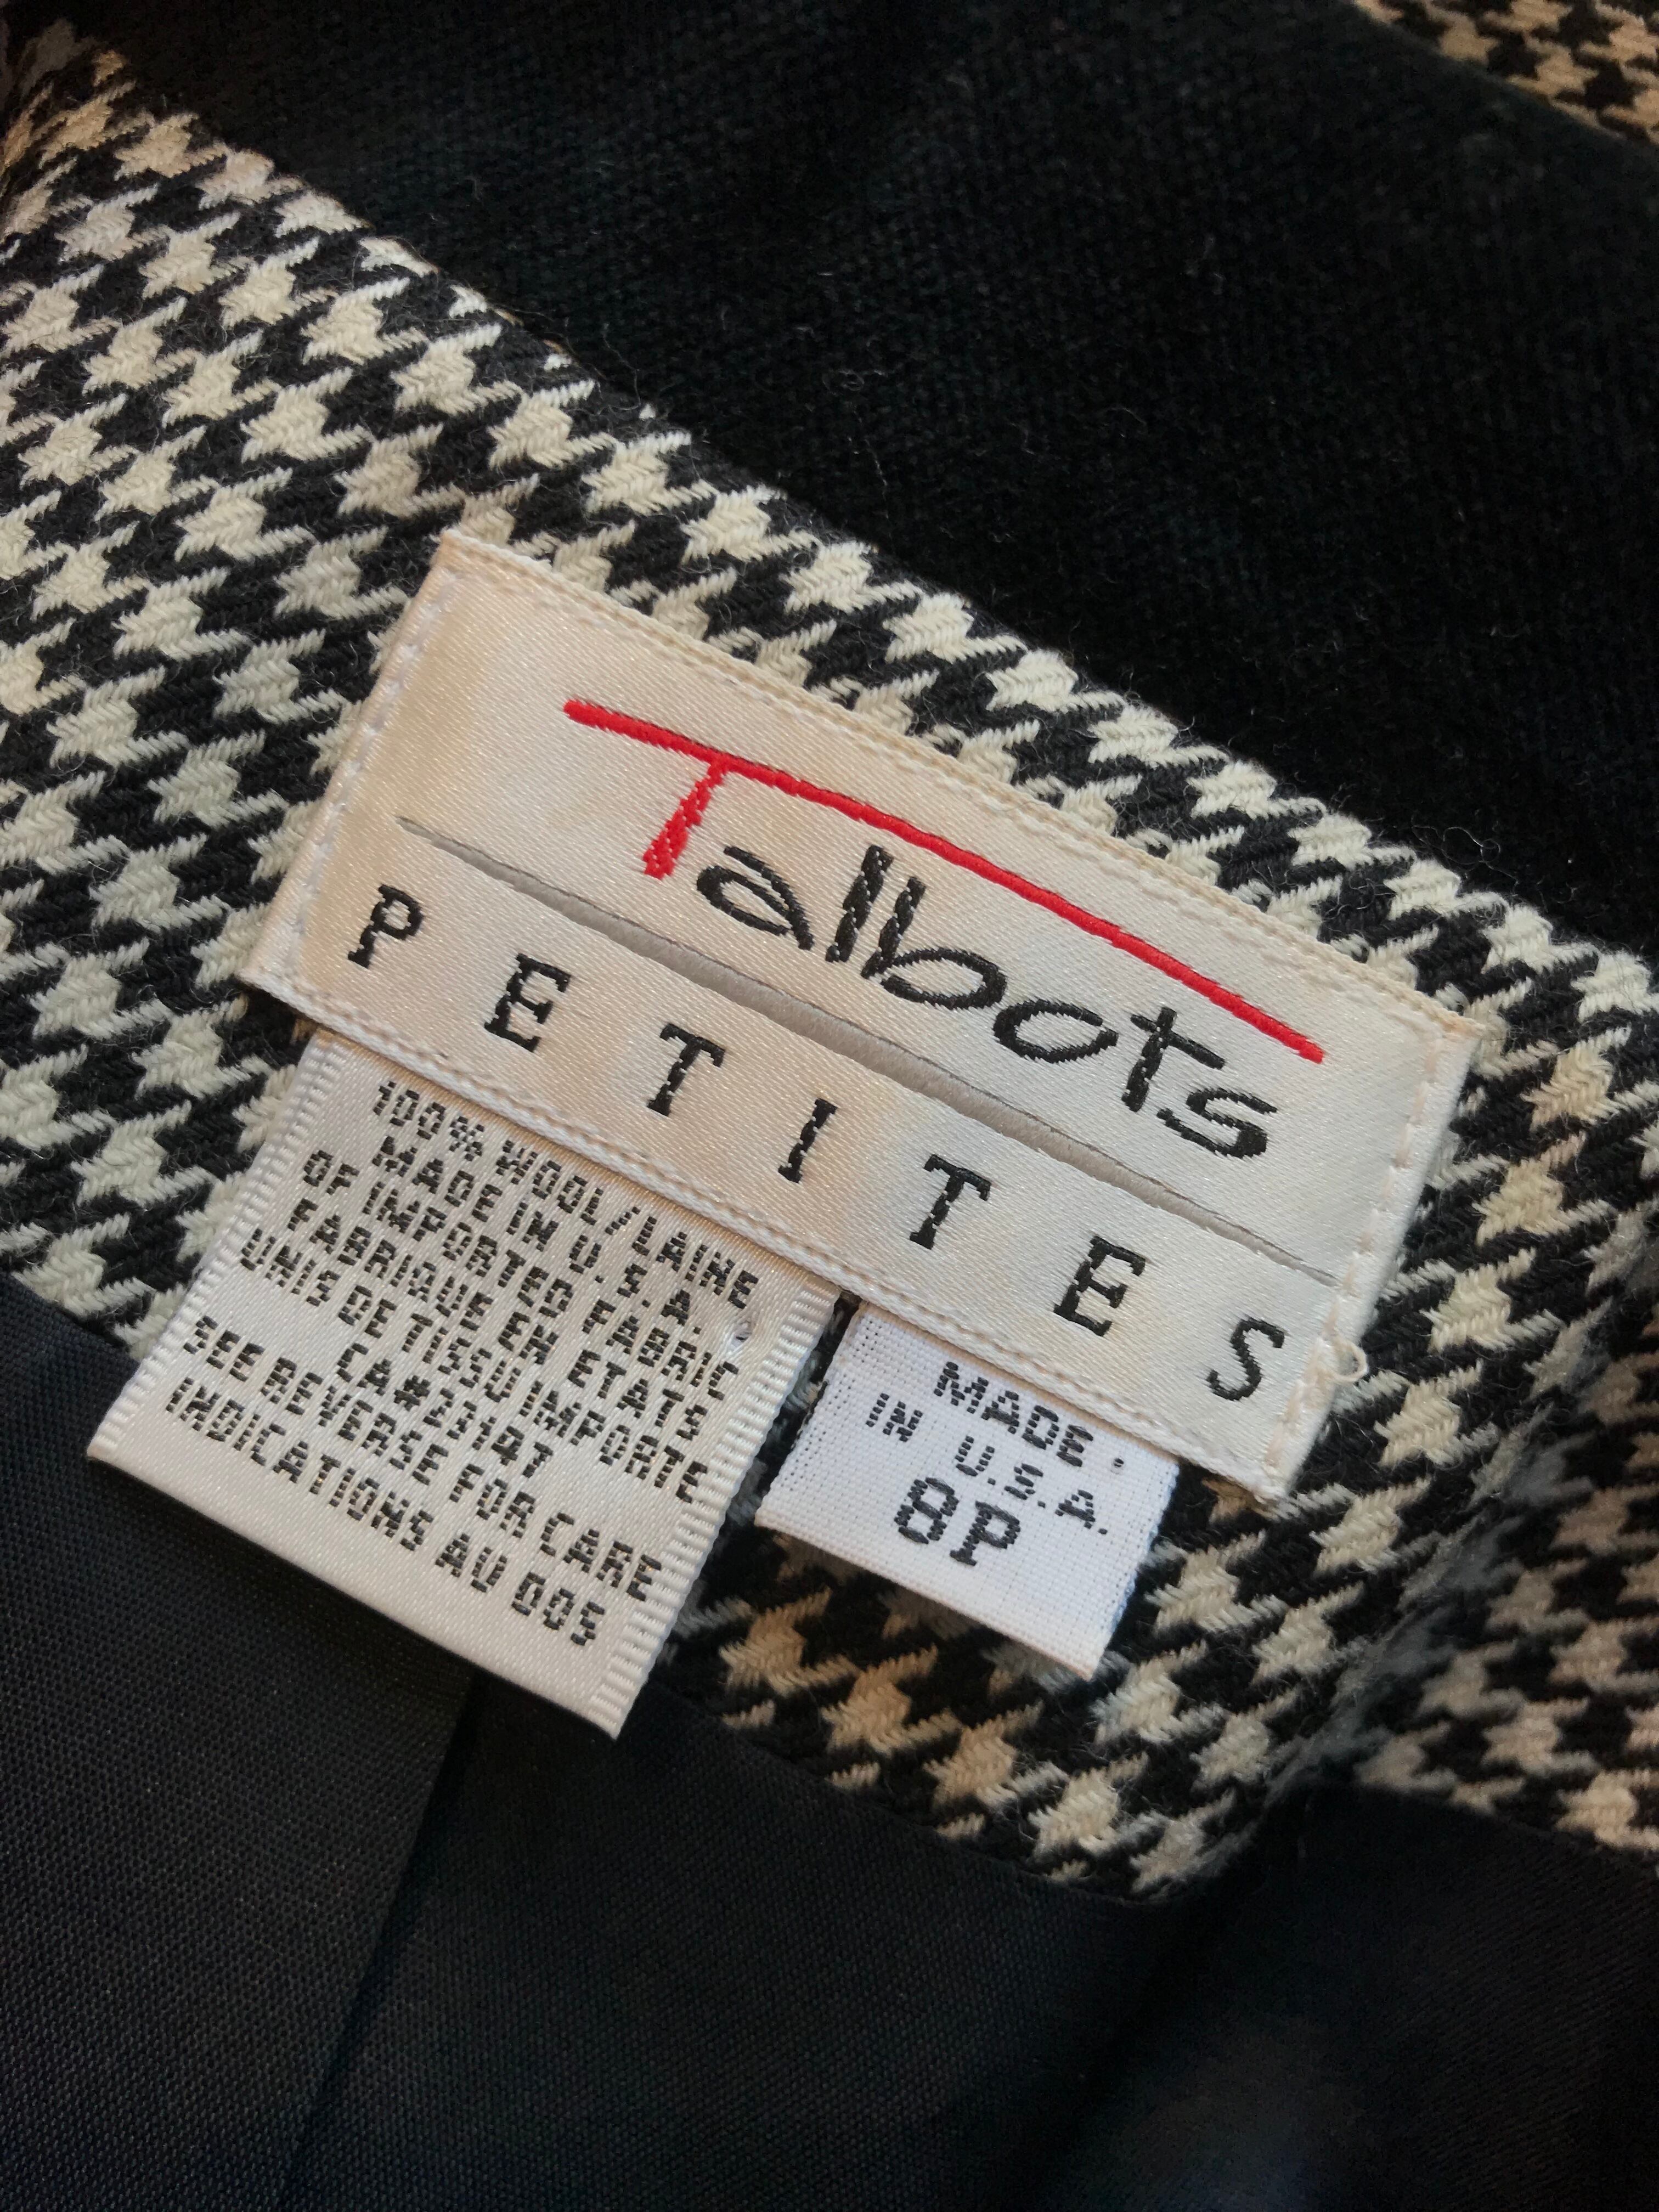 Talbots
PETITES
100% WOOL/LAINE
MADE IN U.S.A.
OF IMPORTED FABRIC
FABRIQUE EN ETATS
UNIS DE TISSU IMPORTE
CA#23147
SEE REVERSE FOR CARE
INDICATIONS AU DOS
MADE
IN U.S.A.
8P